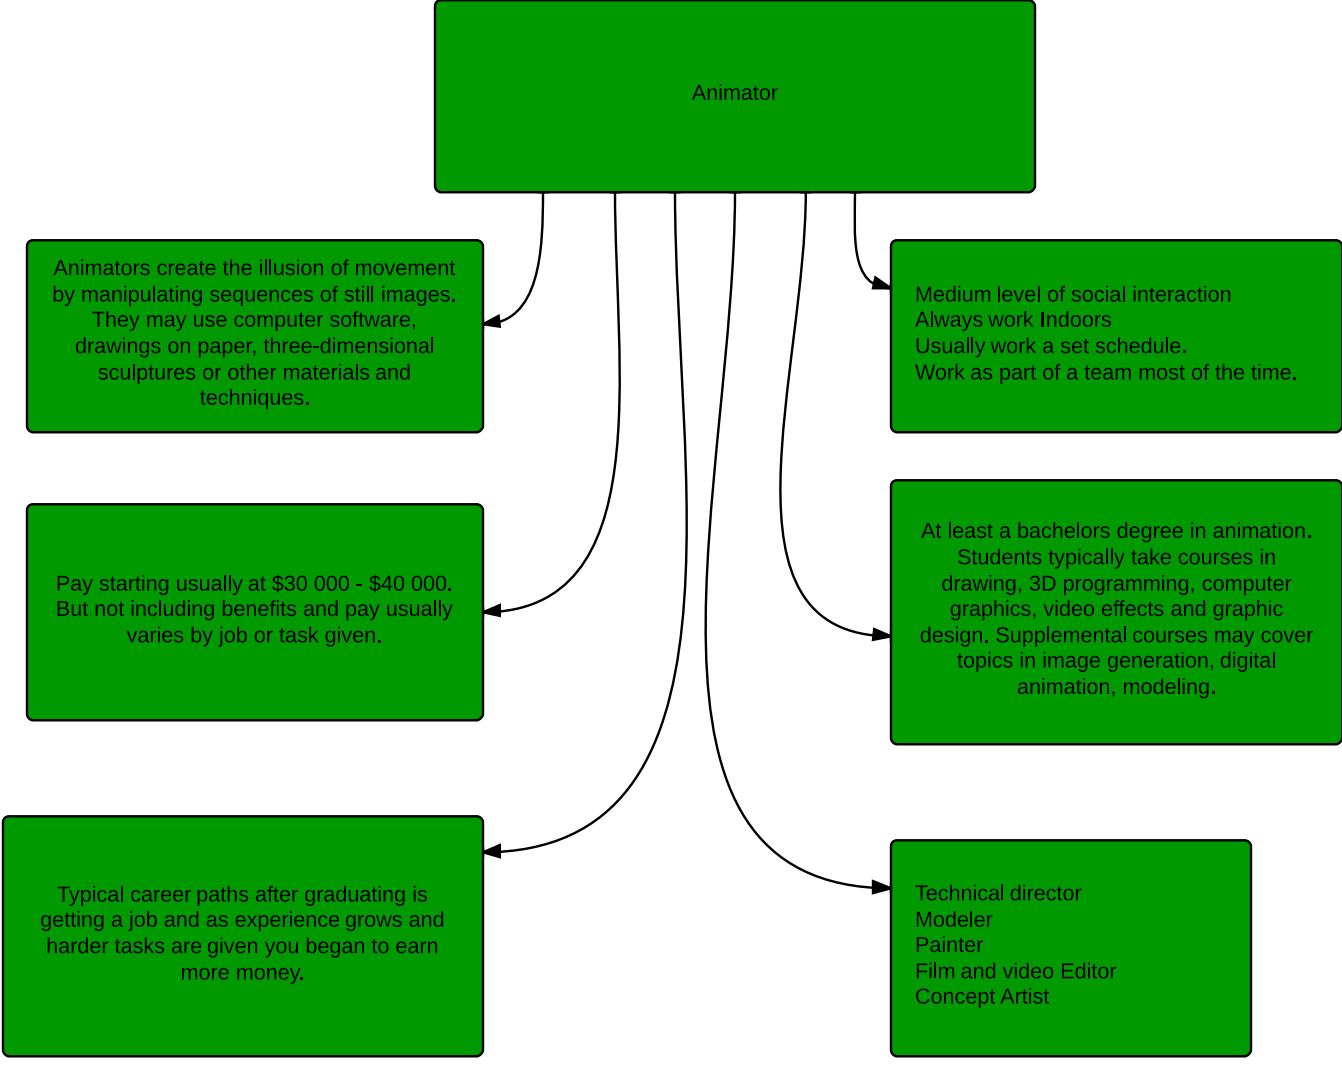 Animator
Animators create the illusion of movement
by manipulating sequences of still images.
They may use computer software,
drawings on paper, three-dimensional
sculptures or other materials and
techniques.
Medium level of social interaction
Always work Indoors
Usually work a set schedule.
Work as part of a team most of the time.
Pay starting usually at $30 000 - $40 000.
But not including benefits and pay usually
varies by job or task given.
At least a bachelors degree in animation.
Students typically take courses in
drawing, 3D programming, computer
graphics, video effects and graphic
design. Supplemental courses may cover
topics in image generation, digital
animation, modeling.
Typical career paths after graduating is
getting a job and as experience grows and
harder tasks are given you began to earn
more money.
Technical director
Modeler
Painter
Film and video Editor
Concept Artist